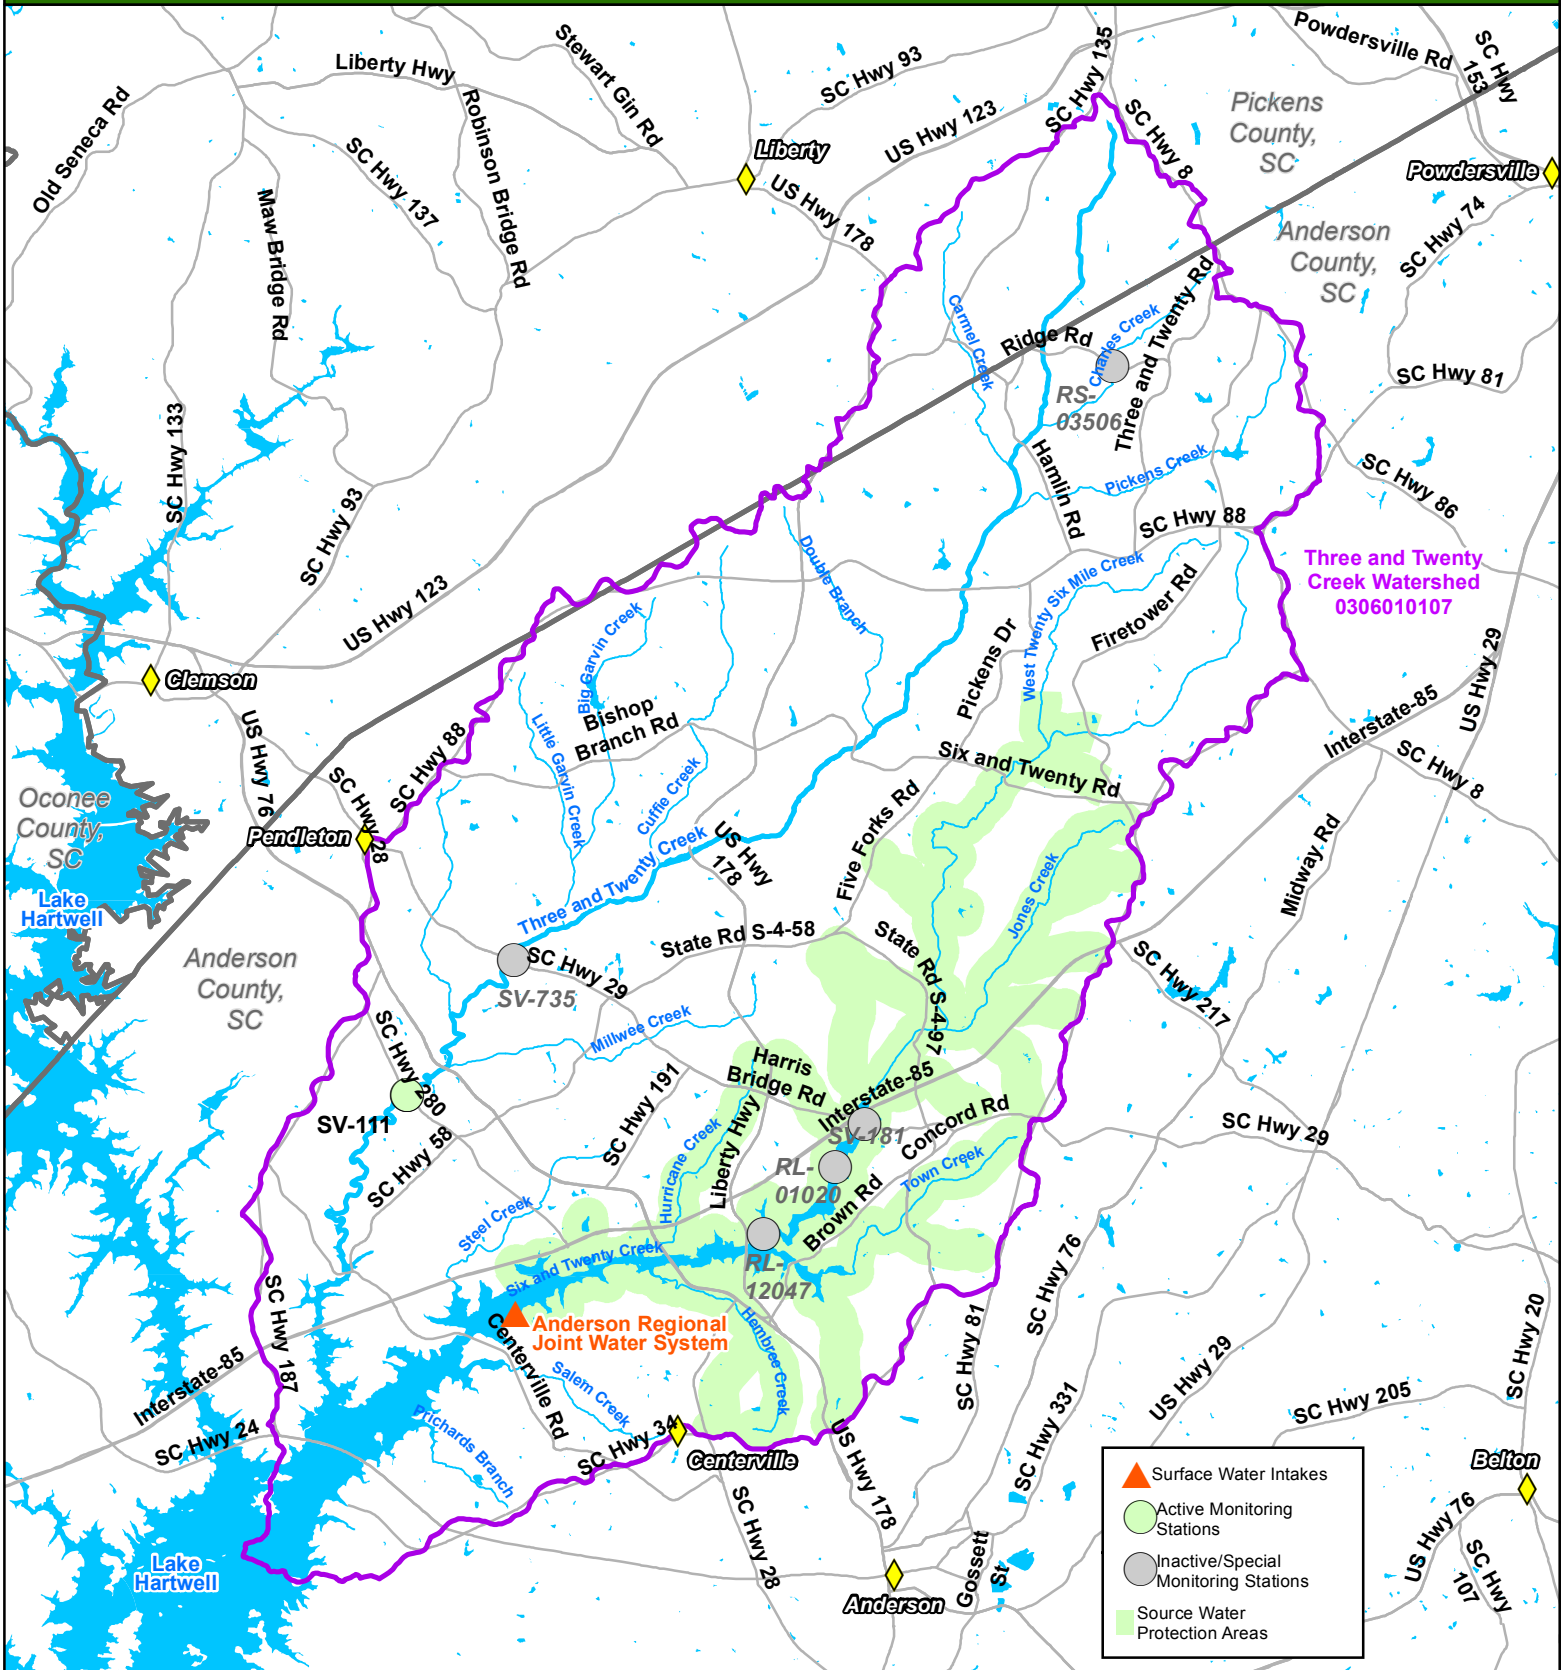 Stewart Gin Rd
Powdersville Rd
SC Hwy
153
Liberty Hwy
SC Hwy 93
SC Hwy 135
Old Seneca Rd
Robinson Bridge Rd
US Hwy 123
SC Hwy 8
Pickens
County,
SC
SC Hwy 137
Liberty
Powdersville
Maw Bridge Rd
US Hwy 178
SC Hwy 74
Anderson
County,
SC
Three and Twenty Rd
Carmel Creek
Ridge Rd
Charles Creek
SC Hwy 81
RS-
03506
SC Hwy 133
Hamlin Rd
Pickens Creek
SC Hwy 86
SC Hwy 93
SC Hwy 88
Double Branch
West Twenty Six Mile Creek
Three and Twenty
Creek Watershed
0306010107
US Hwy 123
Firetower Rd
Big Garvin Creek
Pickens Dr
US Hwy 29
Clemson
Bishop
Branch Rd
US Hwy 76
Little Garvin Creek
SC Hwy 88
Interstate-85
SC Hwy 28
Six and Twenty Rd
SC Hwy 8
Oconee
County,
SC
Cuffie Creek
Pendleton
Three and Twenty Creek
US Hwy
178
Five Forks Rd
Midway Rd
Lake
Hartwell
Jones Creek
State Rd S-4-58
State Rd S-4-97
SC Hwy 29
SV-735
SC Hwy 217
Anderson
County,
SC
Millwee Creek
SC Hwy 280
Harris
Bridge Rd
SC Hwy 191
Interstate-85
SV-111
SV-181
Concord Rd
SC Hwy 29
SC Hwy 58
Hurricane Creek
Liberty Hwy
RL-
01020
Town Creek
Brown Rd
Steel Creek
Six and Twenty Creek
RL-
12047
SC Hwy 76
SC Hwy 187
Centerville Rd
Anderson Regional
Joint Water System
Hembree Creek
SC Hwy 81
SC Hwy 20
Interstate-85
Salem Creek
US Hwy 29
SC Hwy 331
SC Hwy 205
Prichards Branch
SC Hwy 24
SC Hwy 34
Centerville
US Hwy 178
Belton
SC Hwy 28
US Hwy 76
SC Hwy
107
Gossett
St
Lake
Hartwell
Anderson
Surface Water Intakes
Active Monitoring
Stations
Inactive/Special
Monitoring Stations
Source Water
Protection Areas